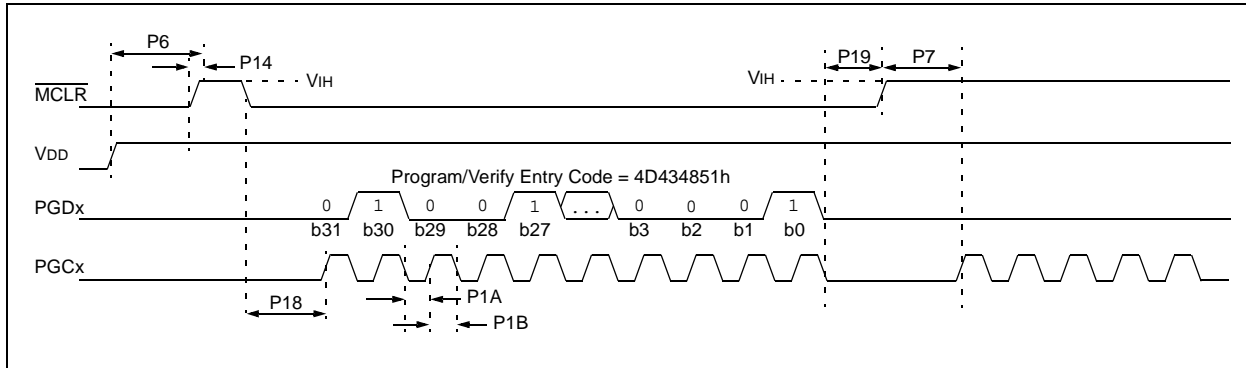 P6
P14
P19
P7
VIH
VIH
MCLR
VDD
Program/Verify Entry Code = 4D434851h
PGDx
0 1 0 0 1 ... 0 0 0 1
b31 b30 b29 b28 b27 b3 b2 b1 b0
PGCx
P18
P1A
P1B